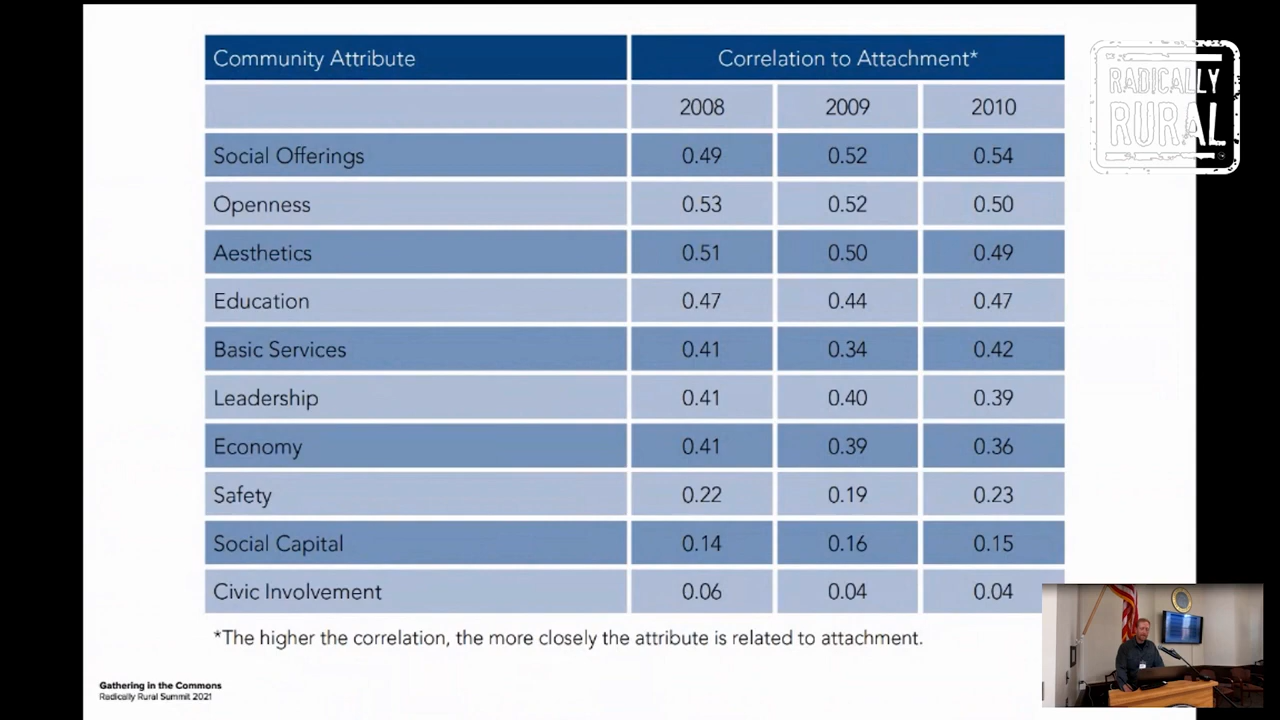 Community Attribute Correlation to Attachment*
2008 2009 2010
Social Offerings 0.49 0.52 0.54
Openness 0.53 0.52 0.50
Aesthetics 0.51 0.50 0.49
Education 0.47 0.44 0.47
Basic Services 0.41 0.34 0.42
Leadership 0.41 0.40 0.39
Economy 0.41 0.39 0.36
Safety 0.22 0.19 0.23
Social Capital 0.14 0.16 0.15
Civic Involvement 0.06 0.04 0.04
*The higher the correlation, the more closely the attribute is related to attachment.
Gathering in the Commons
Radically Rural Summit 2021
RADICALLY
RURAL